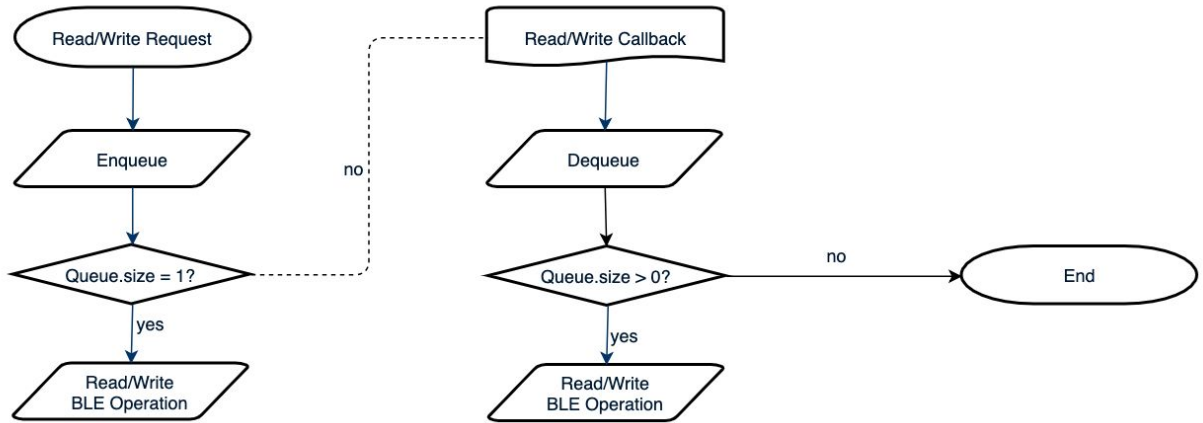 Read/Write Request
Read/Write Callback
Enqueue
Dequeue
no
Queue.size = 1?
Queue.size > 0?
no
End
yes
yes
Read/Write
BLE Operation
Read/Write
BLE Operation